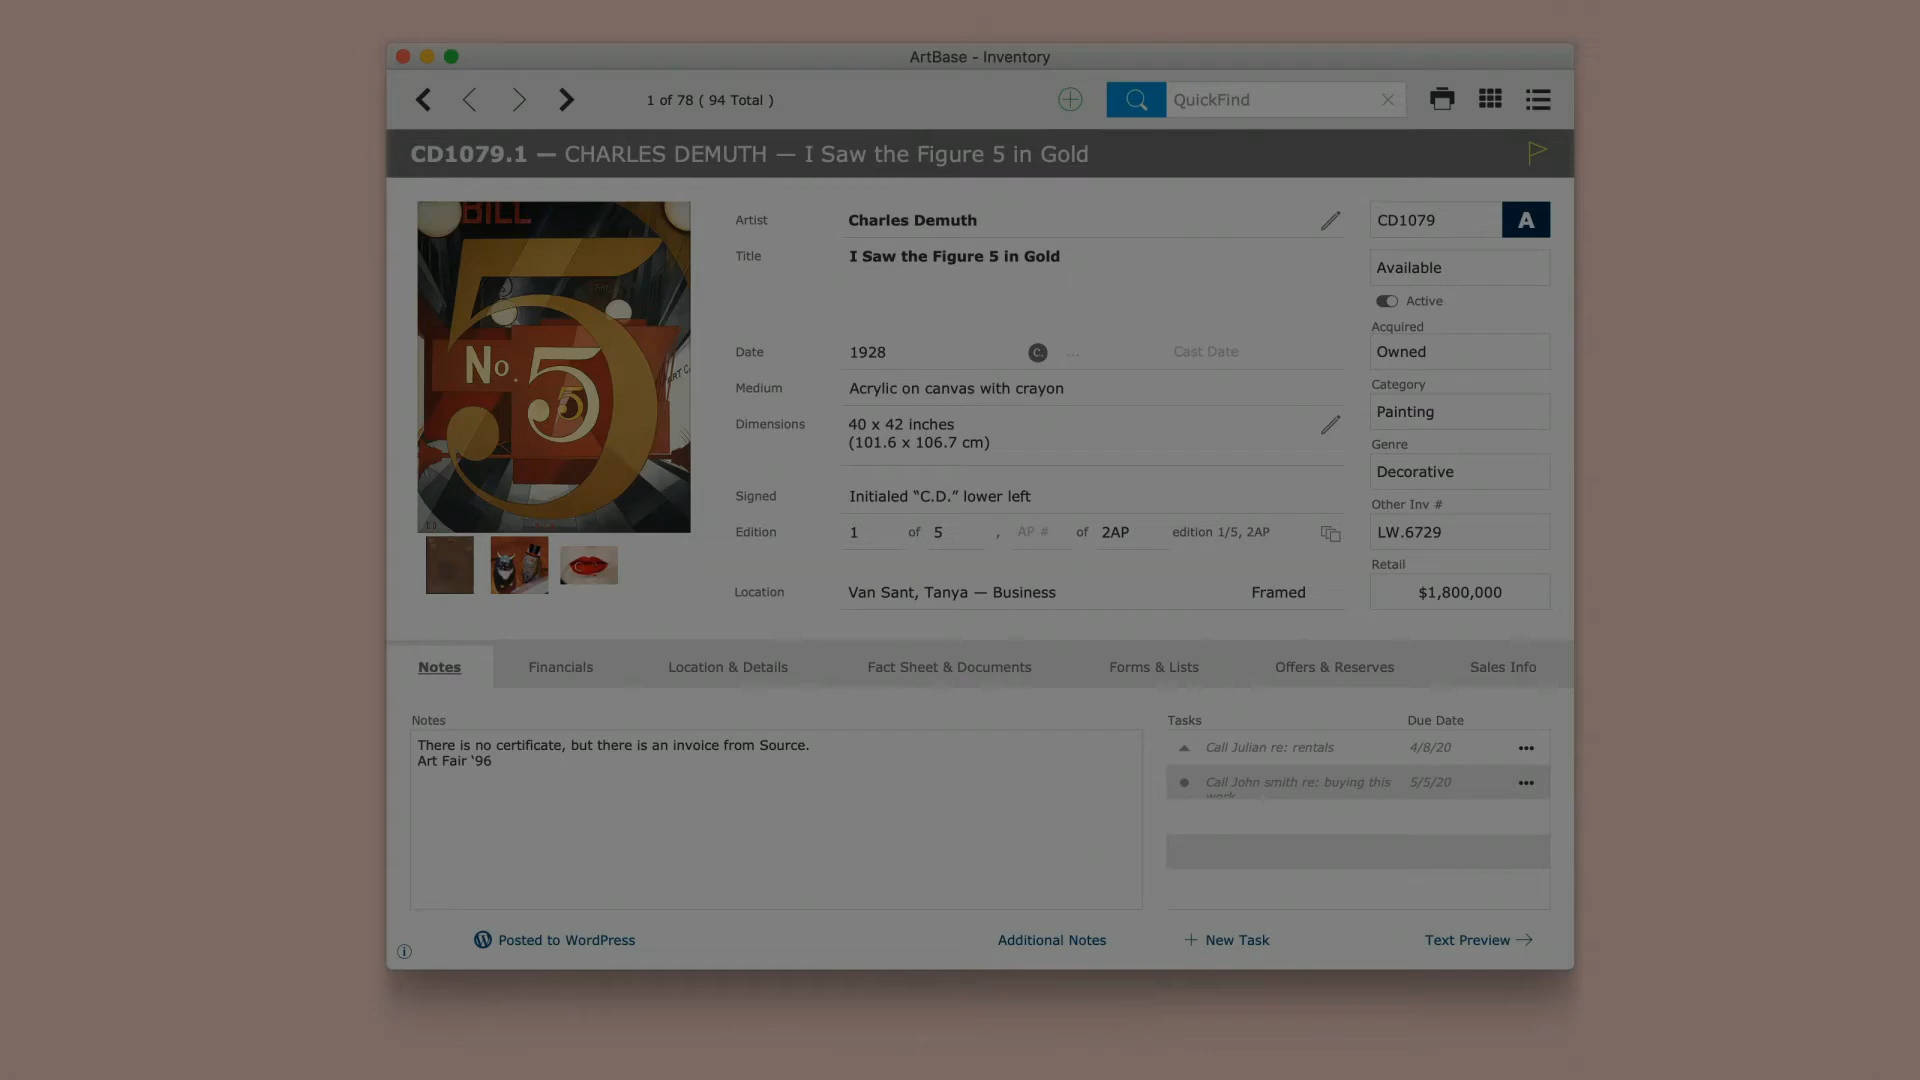 ArtBase - Inventory
1 of 78 ( 94 Total )
QuickFind
CD1079.1 — CHARLES DEMUTH — I Saw the Figure 5 in Gold
BILL
No. 5
5
5
Artist
Charles Demuth
CD1079
A
Title
I Saw the Figure 5 in Gold
Available
Active
Acquired
Date
1928
C.
...
Cast Date
Owned
Category
Medium
Acrylic on canvas with crayon
Painting
Dimensions
40 x 42 inches
(101.6 x 106.7 cm)
Genre
Decorative
Signed
Initialed “C.D.” lower left
Other Inv #
Edition
1 of 5 , AP # of 2AP
edition 1/5, 2AP
LW.6729
Retail
Location
Van Sant, Tanya — Business
Framed
$1,800,000
Notes
Financials
Location & Details
Fact Sheet & Documents
Forms & Lists
Offers & Reserves
Sales Info
Notes
There is no certificate, but there is an invoice from Source.
Art Fair ‘96
Tasks
Due Date
Call Julian re: rentals
4/8/20
Call John smith re: buying this
5/5/20
work
Posted to WordPress
Additional Notes
New Task
Text Preview